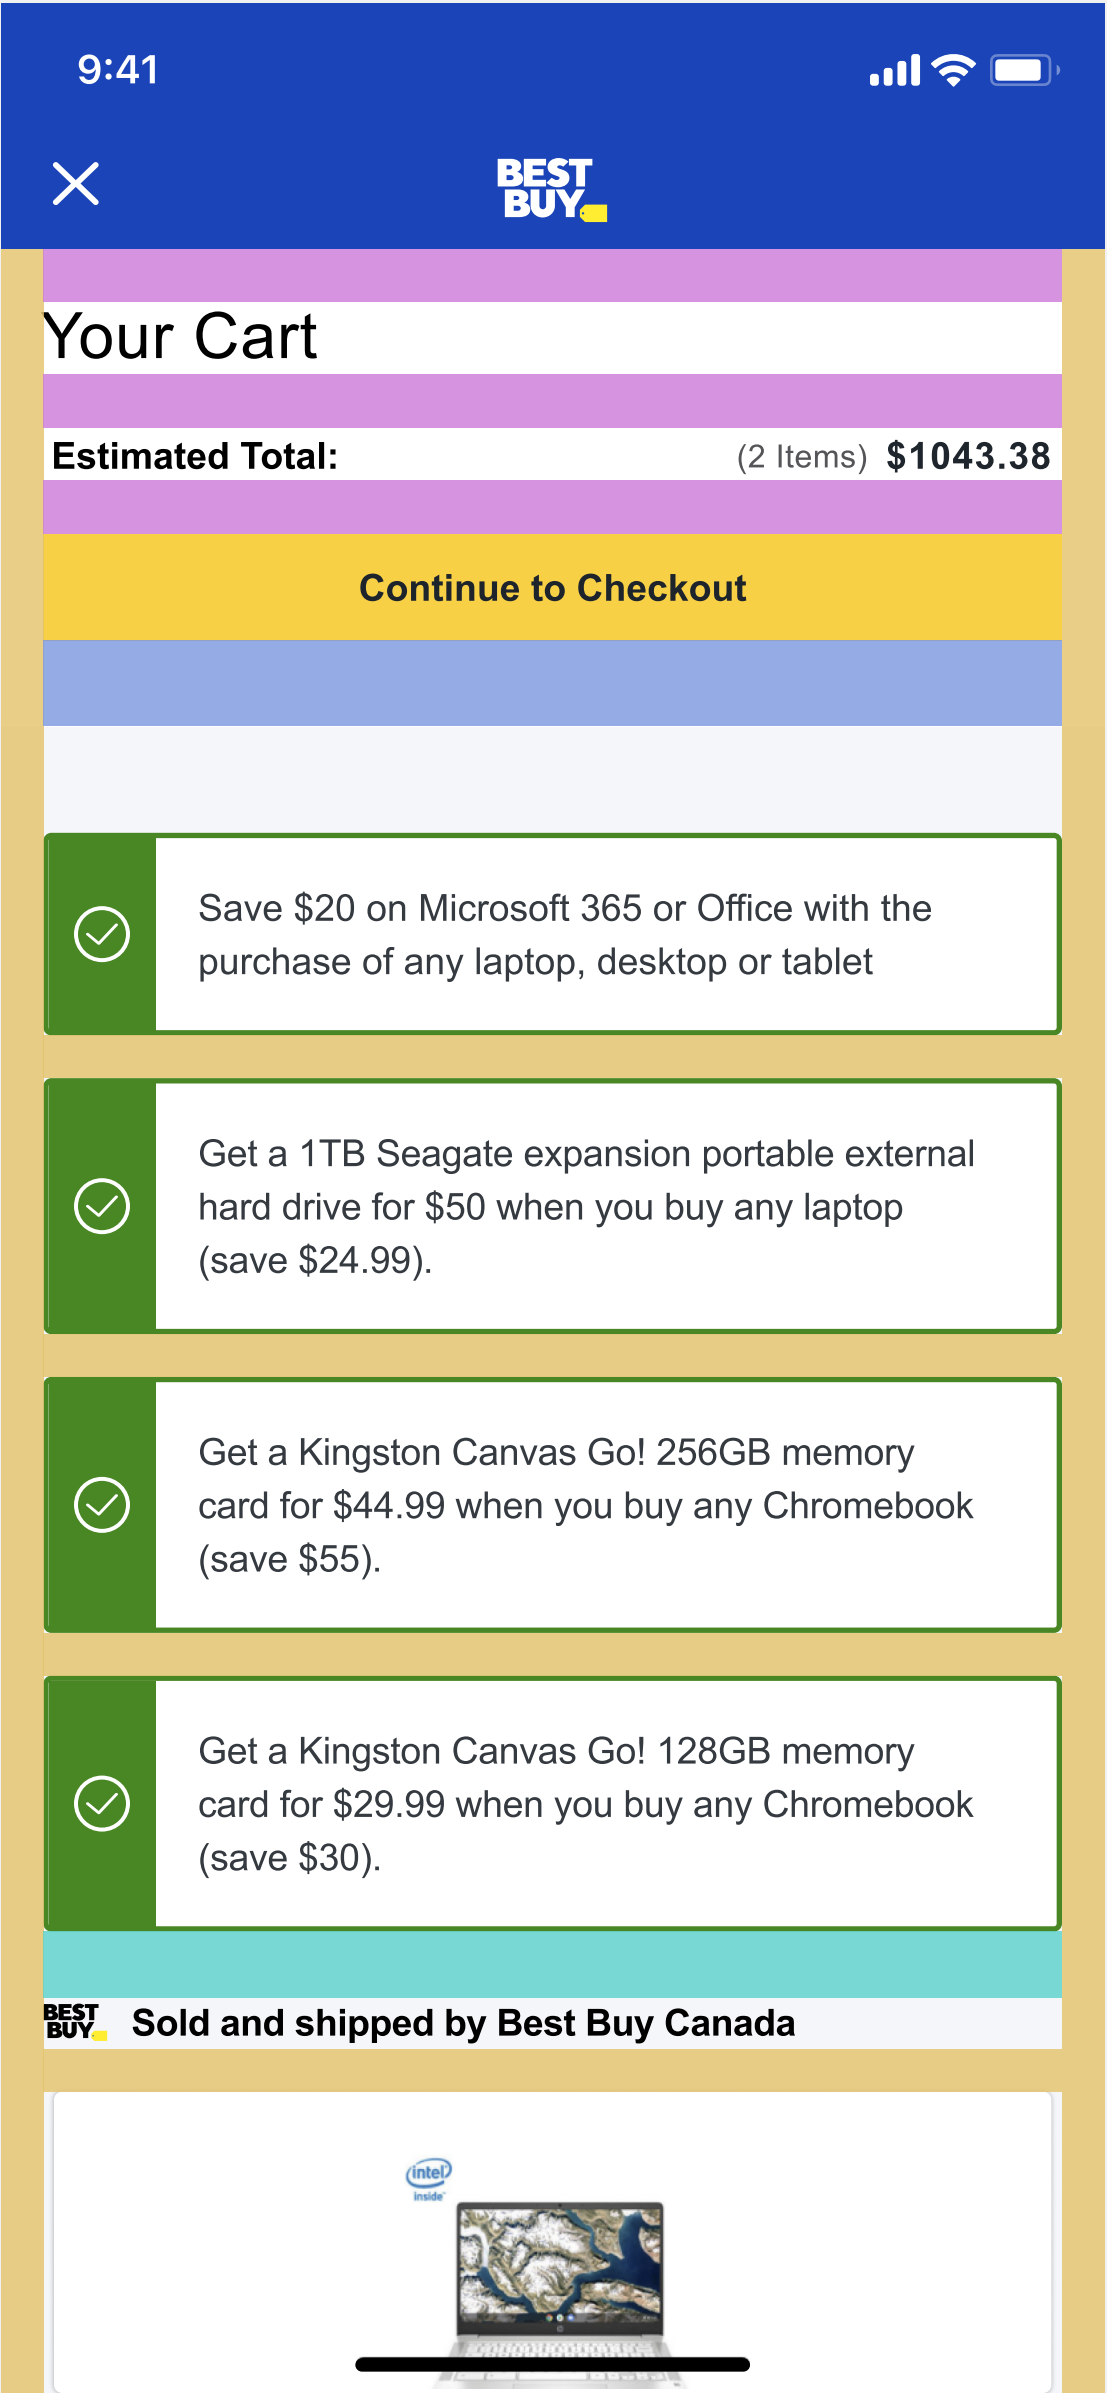 9:41
BEST
BUY
Your Cart
Estimated Total: (2 Items) $1043.38
Continue to Checkout
Save $20 on Microsoft 365 or Office with the
purchase of any laptop, desktop or tablet
Get a 1TB Seagate expansion portable external
hard drive for $50 when you buy any laptop
(save $24.99).
Get a Kingston Canvas Go! 256GB memory
card for $44.99 when you buy any Chromebook
(save $55).
Get a Kingston Canvas Go! 128GB memory
card for $29.99 when you buy any Chromebook
(save $30).
BEST
BUY
Sold and shipped by Best Buy Canada
intel
inside